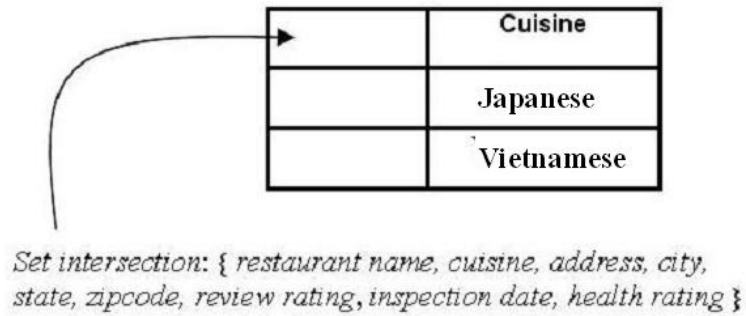 Cuisine
Japanese
Vietnamese
Set intersection: { restaurant name, cuisine, address, city,
state, zipcode, review rating, inspection date, health rating }